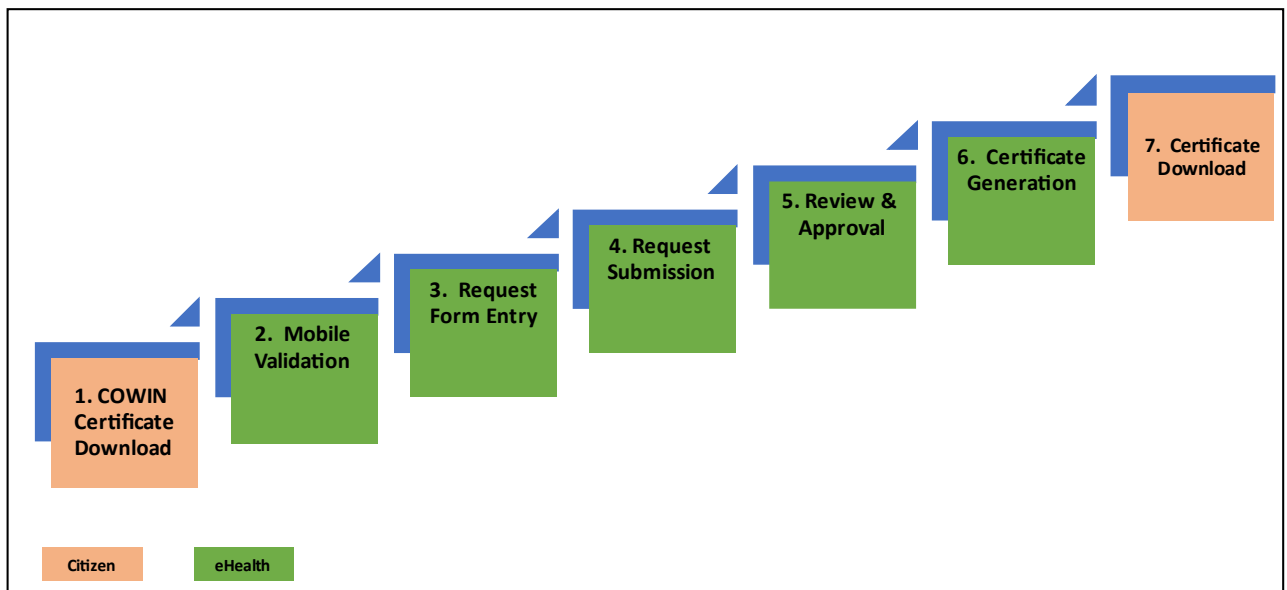 1. COWIN
Certificate
Download
2. Mobile
Validation
3. Request
Form Entry
4. Request
Submission
5. Review &
Approval
6. Certificate
Generation
7. Certificate
Download
Citizen
eHealth